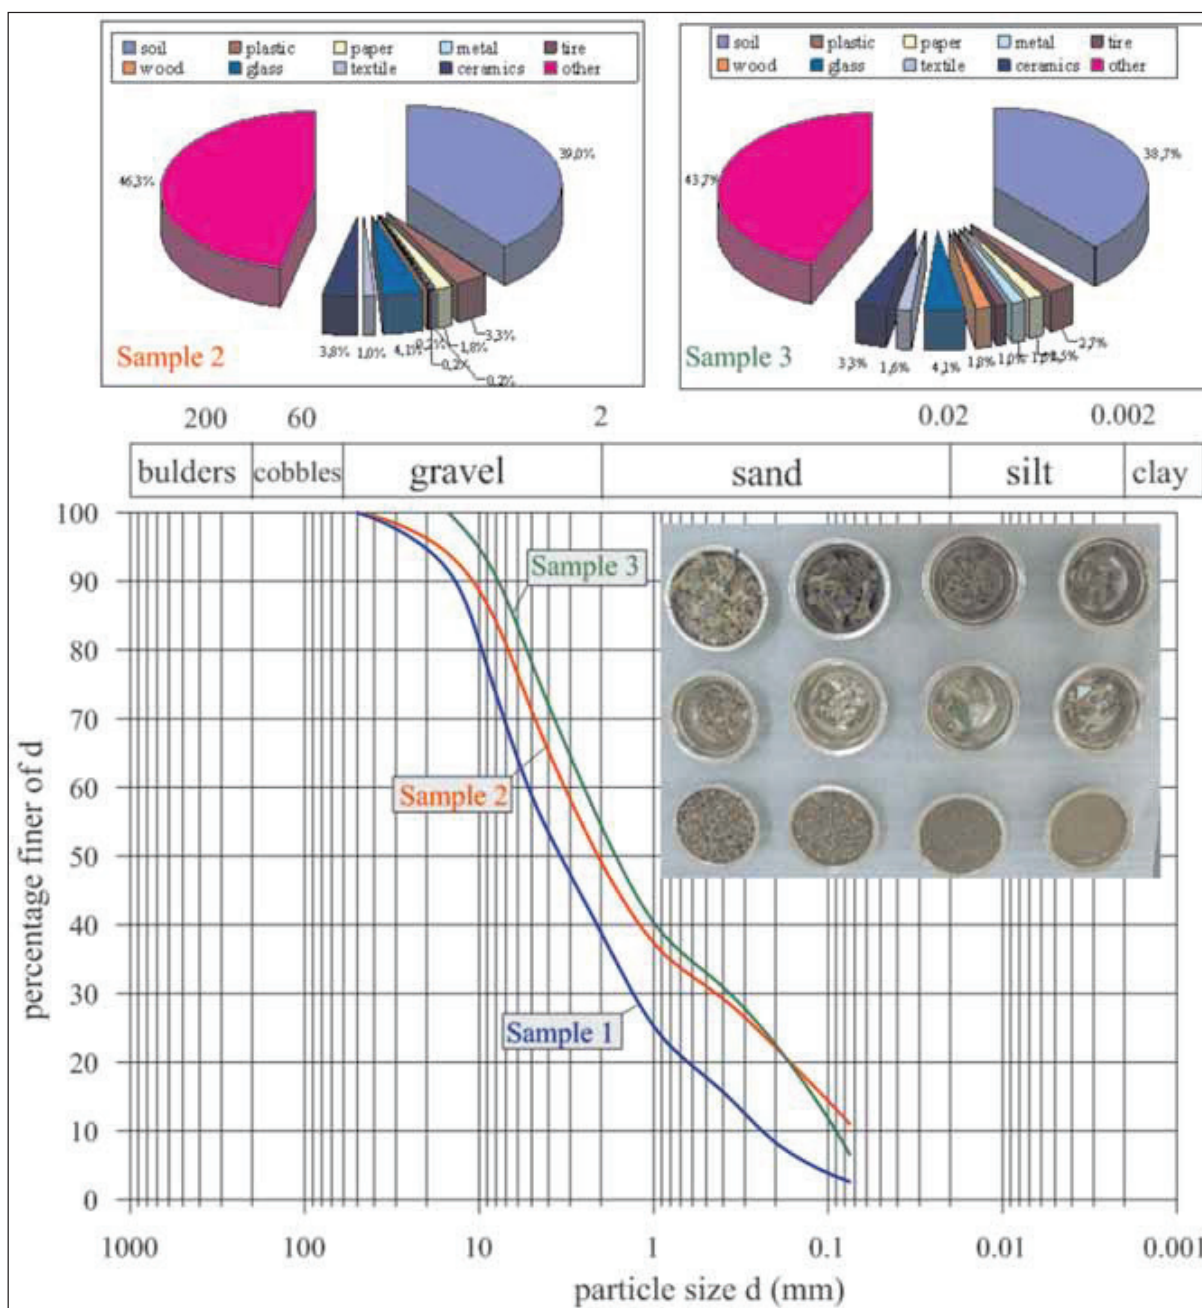 soil plastic paper metal tire
wood glass textile ceramics other
39,0%
46,3%
3,8% 1,0% 4,1% 0,2% 0,2% 0,2% 1,8% 3,3%
Sample 2
soil plastic paper metal tire
wood glass textile ceramics other
38,7%
43,7%
3,3% 1,6% 4,1% 1,8% 1,0% 2,7%
Sample 3
200 60 2 0.02 0.002
bulders cobbles gravel sand silt clay
100
90
80
70
60
50
40
30
20
10
0
percentage finer of d
Sample 3
Sample 2
Sample 1
1000 100 10 1 0.1 0.01 0.001
particle size d (mm)